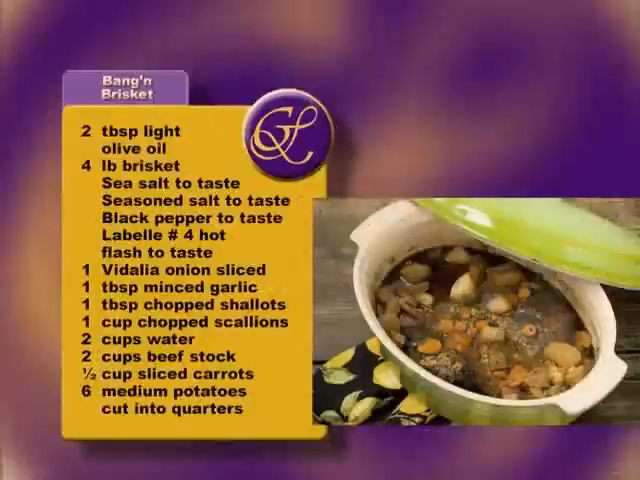 Bang'n
Brisket
GL
2 tbsp light
olive oil
4 lb brisket
Sea salt to taste
Seasoned salt to taste
Black pepper to taste
Labelle # 4 hot
flash to taste
1 Vidalia onion sliced
1 tbsp minced garlic
1 tbsp chopped shallots
1 cup chopped scallions
2 cups water
2 cups beef stock
½ cup sliced carrots
6 medium potatoes
cut into quarters